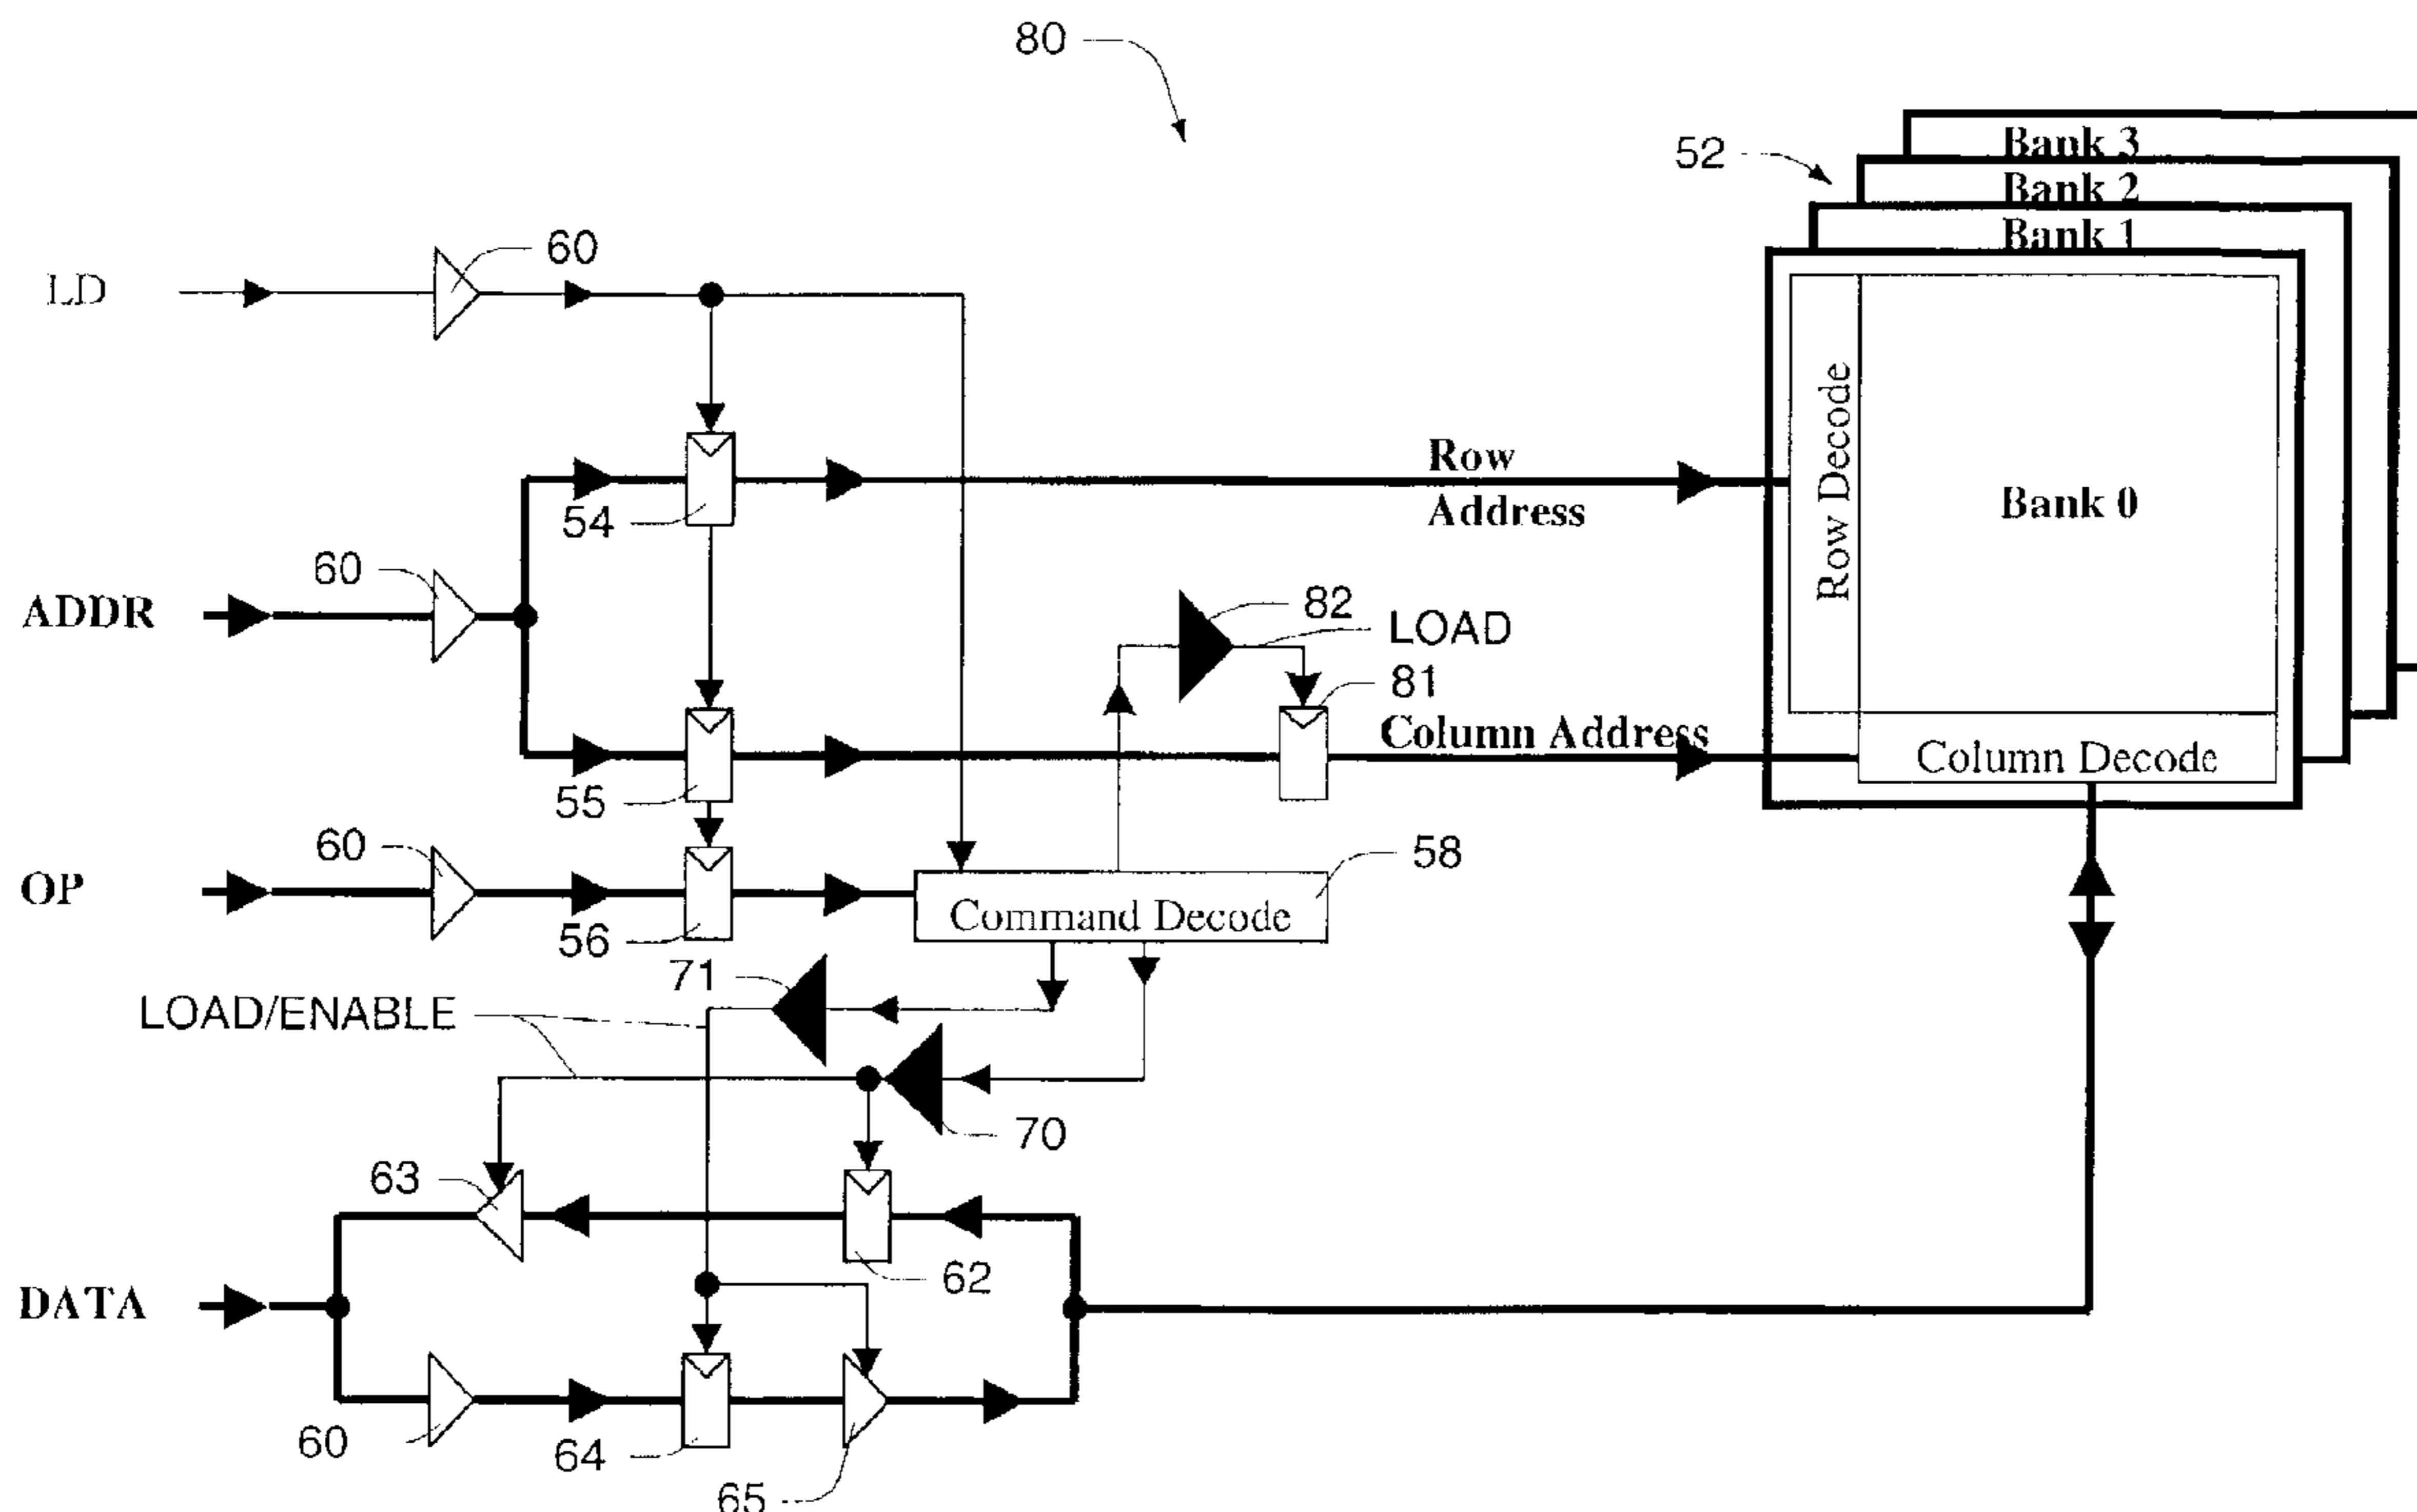 80
Bank 3
52
Bank 2
Bank 1
60
LD
Row Decode
Row
Address
Bank 0
54
60
ADDR
82
LOAD
81
Column Address
Column Decode
55
60
58
OP
Command Decode
56
71
LOAD/ENABLE
70
63
62
DATA
60
64
65